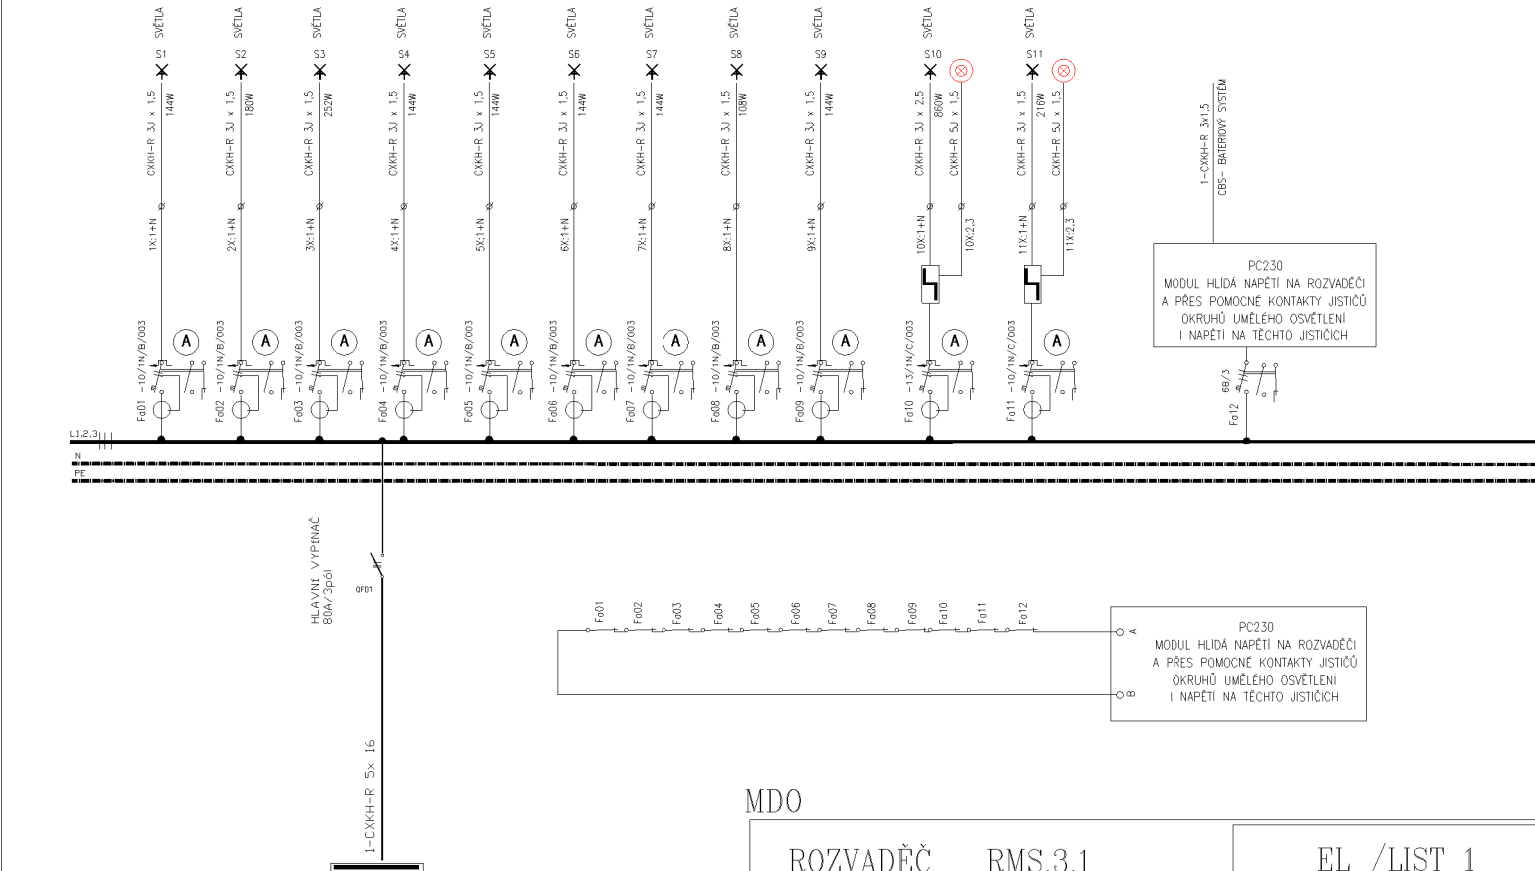 SVĚTLA
SVĚTLA
SVĚTLA
SVĚTLA
SVĚTLA
SVĚTLA
SVĚTLA
SVĚTLA
SVĚTLA
SVĚTLA
SVĚTLA
S1
S2
S3
S4
S5
S6
S7
S8
S9
S10
S11
CXKH-R 3J x 1,5
144W
CXKH-R 3J x 1,5
180W
CXKH-R 3J x 1,5
252W
CXKH-R 3J x 1,5
144W
CXKH-R 3J x 1,5
144W
CXKH-R 3J x 1,5
144W
CXKH-R 3J x 1,5
144W
CXKH-R 3J x 1,5
108W
CXKH-R 3J x 1,5
144W
CXKH-R 3J x 2,5
860W
CXKH-R 5J x 1,5
CXKH-R 3J x 1,5
216W
CXKH-R 5J x 1,5
1-CXKH-R 3x1.5
CBS- BATERIOVÝ SYSTÉM
1X:1+N
2X:1+N
3X:1+N
4X:1+N
5X:1+N
6X:1+N
7X:1+N
8X:1+N
9X:1+N
10X:1+N
10X:2,3
11X:1+N
11X:2,3
PC230
MODUL HLÍDÁ NAPĚTÍ NA ROZVADĚČI
A PŘES POMOCNÉ KONTAKTY JISTIČŮ
OKRUHŮ UMĚLÉHO OSVĚTLENÍ
I NAPĚTÍ NA TĚCHTO JISTIČÍCH
-10/1N/B/003
A
-10/1N/B/003
A
-10/1N/B/003
A
-10/1N/B/003
A
-10/1N/B/003
A
-10/1N/B/003
A
-10/1N/B/003
A
-10/1N/B/003
A
-10/1N/B/003
A
-13/1N/C/003
A
-10/1N/C/003
A
6B/3
Fa01
Fa02
Fa03
Fa04
Fa05
Fa06
Fa07
Fa08
Fa09
Fa10
Fa11
Fa12
L1,2,3
N
PE
HLAVNÍ VYPÍNAČ
80A/3pól
QF01
Fa01
Fa02
Fa03
Fa04
Fa05
Fa06
Fa07
Fa08
Fa09
Fa10
Fa11
Fa12
A
B
PC230
MODUL HLÍDÁ NAPĚTÍ NA ROZVADĚČI
A PŘES POMOCNÉ KONTAKTY JISTIČŮ
OKRUHŮ UMĚLÉHO OSVĚTLENÍ
I NAPĚTÍ NA TĚCHTO JISTIČÍCH
1-CXKH-R 5x 16
MDO
ROZVADĚČ RMS.3.1
EL /LIST 1